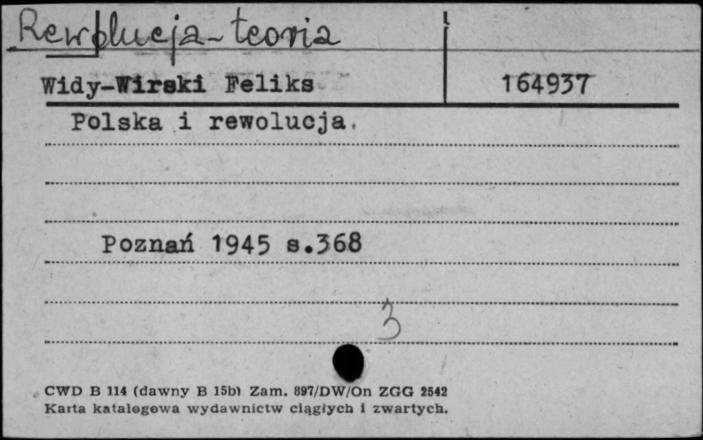 Rewolucja - teoria
Widy-Wirski Feliks 164937
Polska i rewolucja.
Poznań 1945 s.368
3
CWD B 114 (dawny B 15b) Zam. 897/DW/On ZGG 2542
Karta katalogowa wydawnictw ciągłych i zwartych.